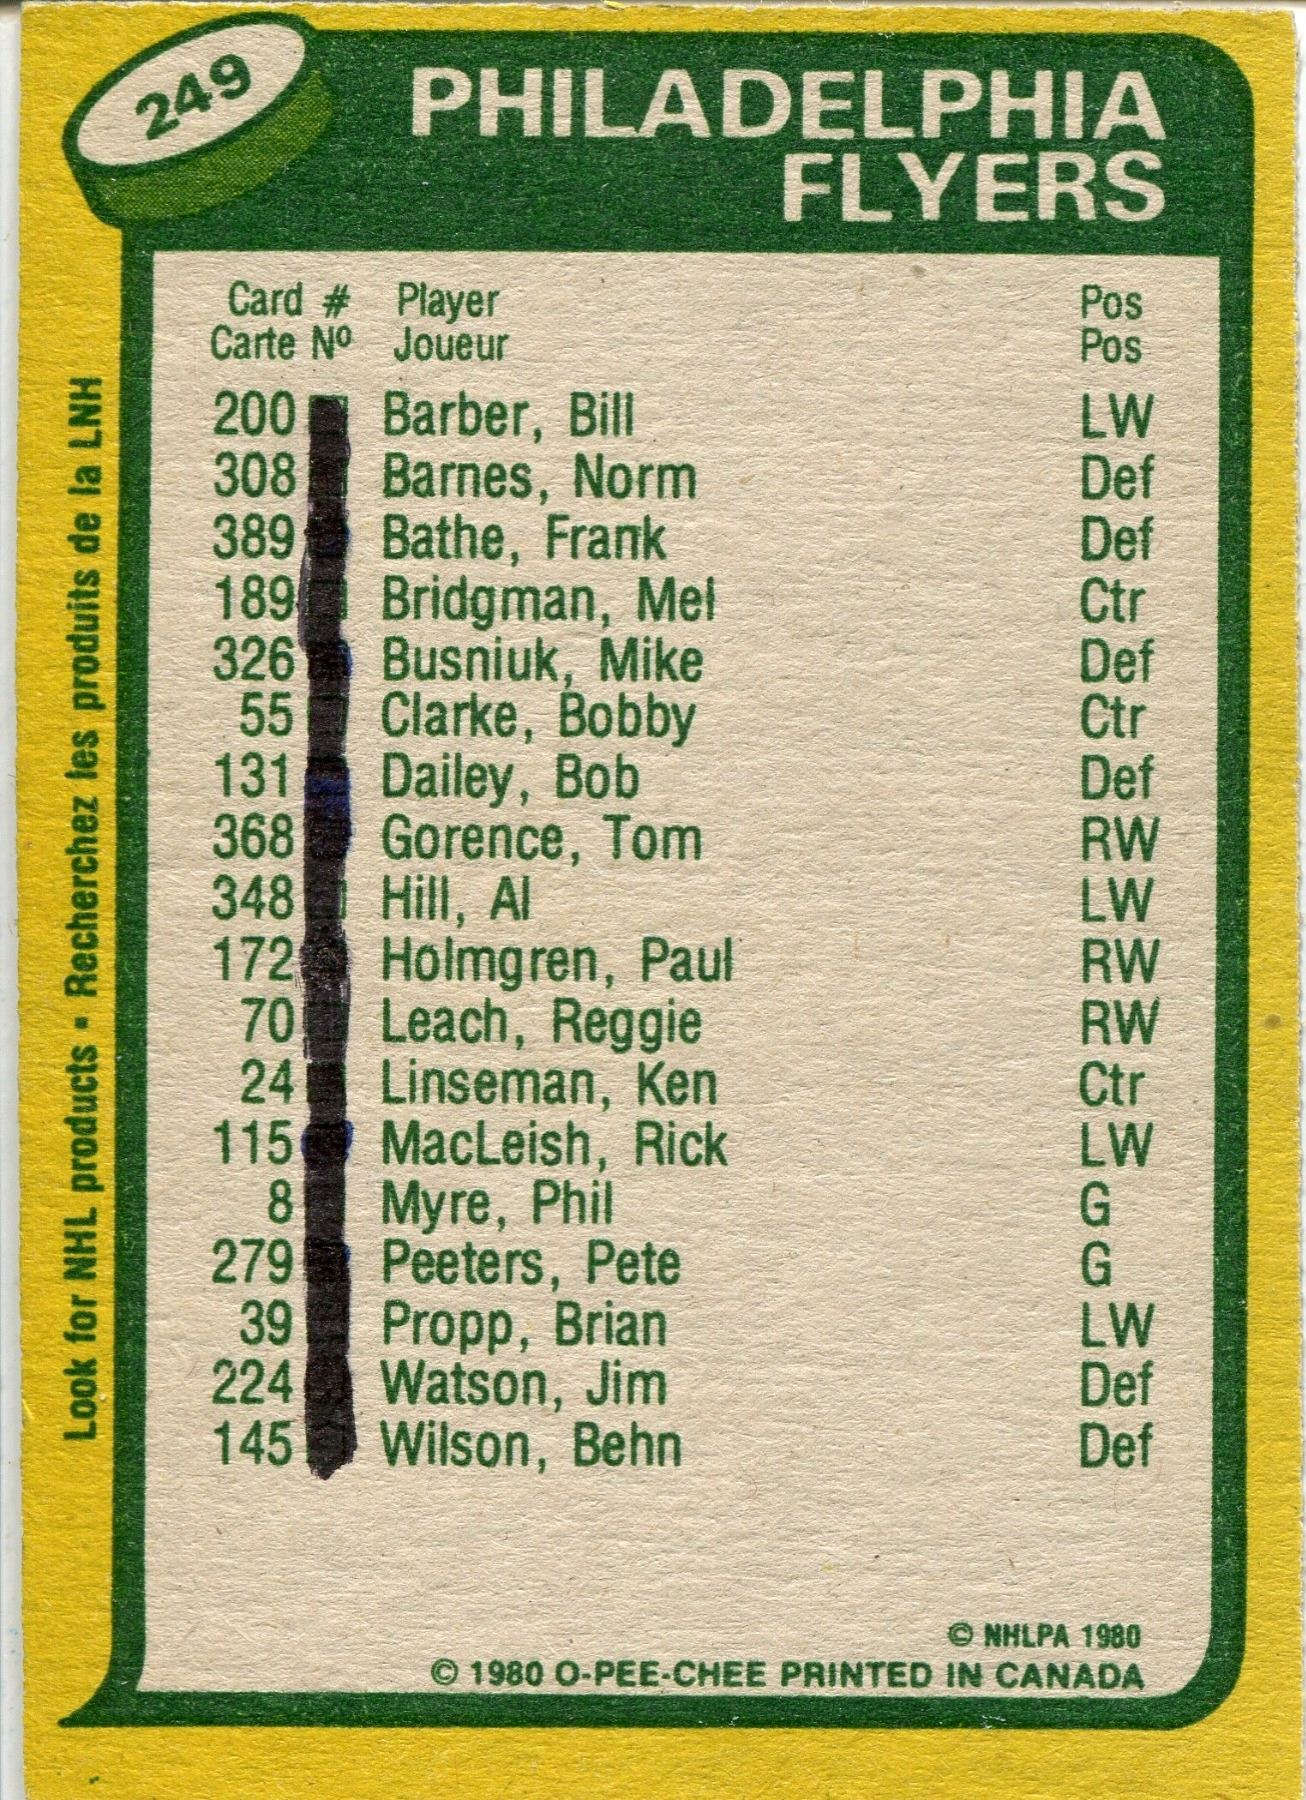 249
PHILADELPHIA
FLYERS
Card # Player Pos
Carte Nº Joueur Pos
200 Barber, Bill LW
308 Barnes, Norm Def
389 Bathe, Frank Def
189 Bridgman, Mel Ctr
326 Busniuk, Mike Def
55 Clarke, Bobby Ctr
131 Dailey, Bob Def
368 Gorence, Tom RW
348 Hill, Al LW
172 Holmgren, Paul RW
70 Leach, Reggie RW
24 Linseman, Ken Ctr
115 MacLeish, Rick LW
8 Myre, Phil G
279 Peeters, Pete G
39 Propp, Brian LW
224 Watson, Jim Def
145 Wilson, Behn Def
© NHLPA 1980
© 1980 O-PEE-CHEE PRINTED IN CANADA
Look for NHL products • Recherchez les produits de la LNH